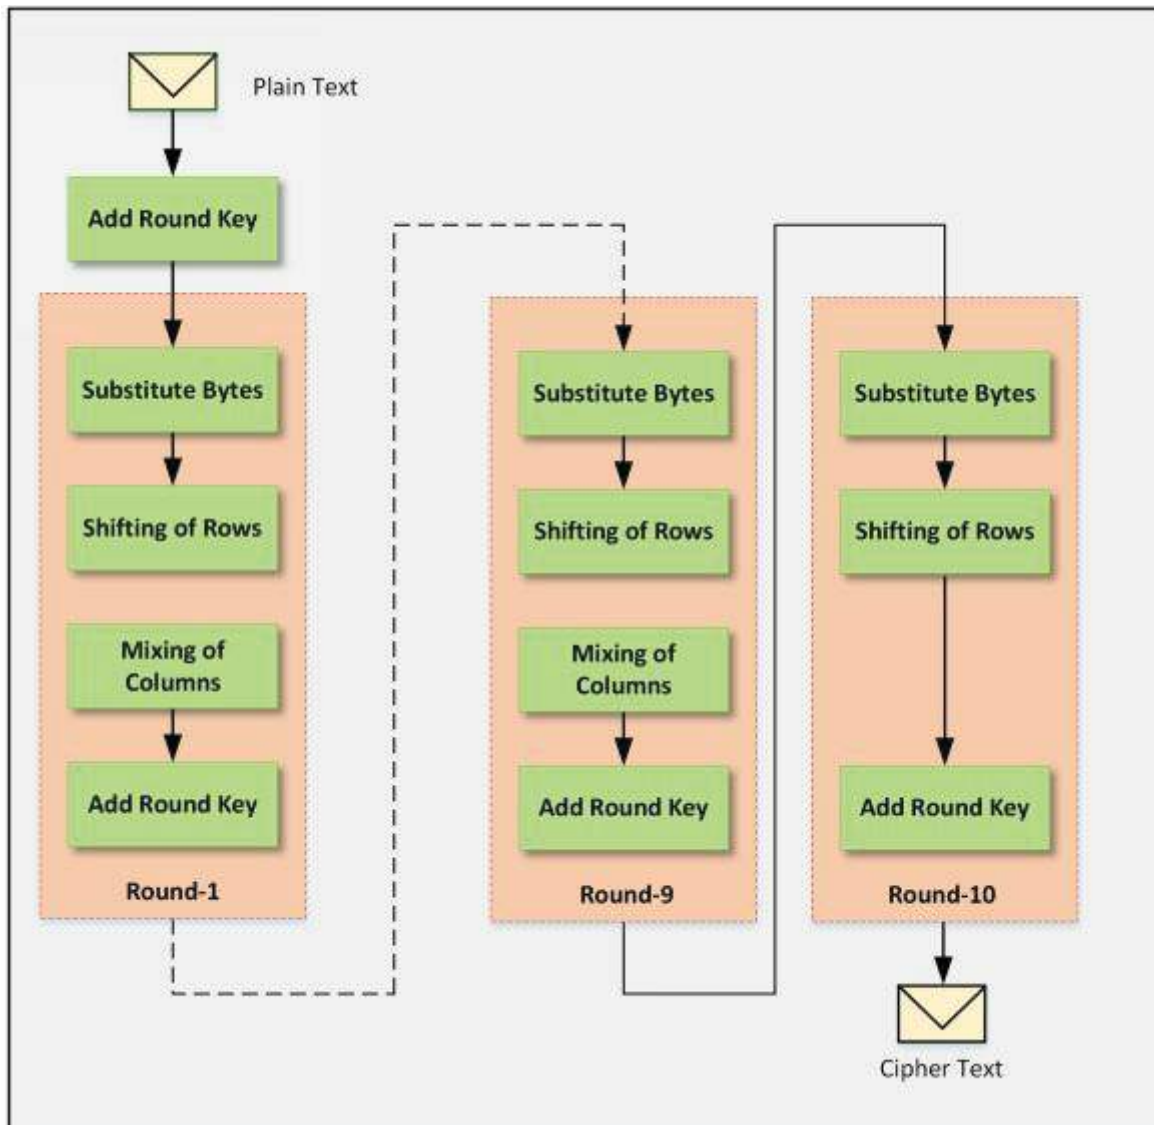 Plain Text
Add Round Key
Substitute Bytes
Shifting of Rows
Mixing of
Columns
Add Round Key
Round-1
Substitute Bytes
Shifting of Rows
Mixing of
Columns
Add Round Key
Round-9
Substitute Bytes
Shifting of Rows
Add Round Key
Round-10
Cipher Text